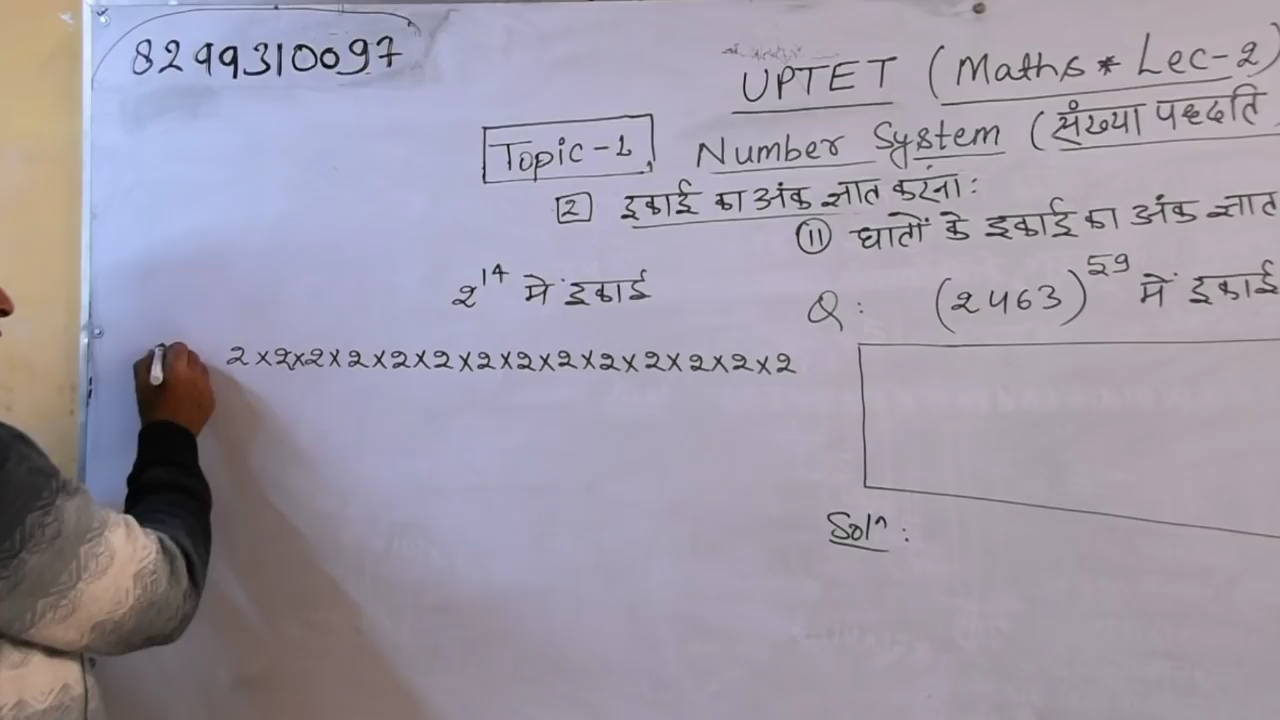 8299310097
UPTET (Maths * Lec-2)
Topic-1 Number System (संख्या पद्धति
2 इकाई का अंक ज्ञात करना:
(ii) घातों के इकाई का अंक ज्ञात
2^14 में इकाई
Q: (2463)^59 में इकाई
2×2×2×2×2×2×2×2×2×2×2×2×2×2
Solⁿ: